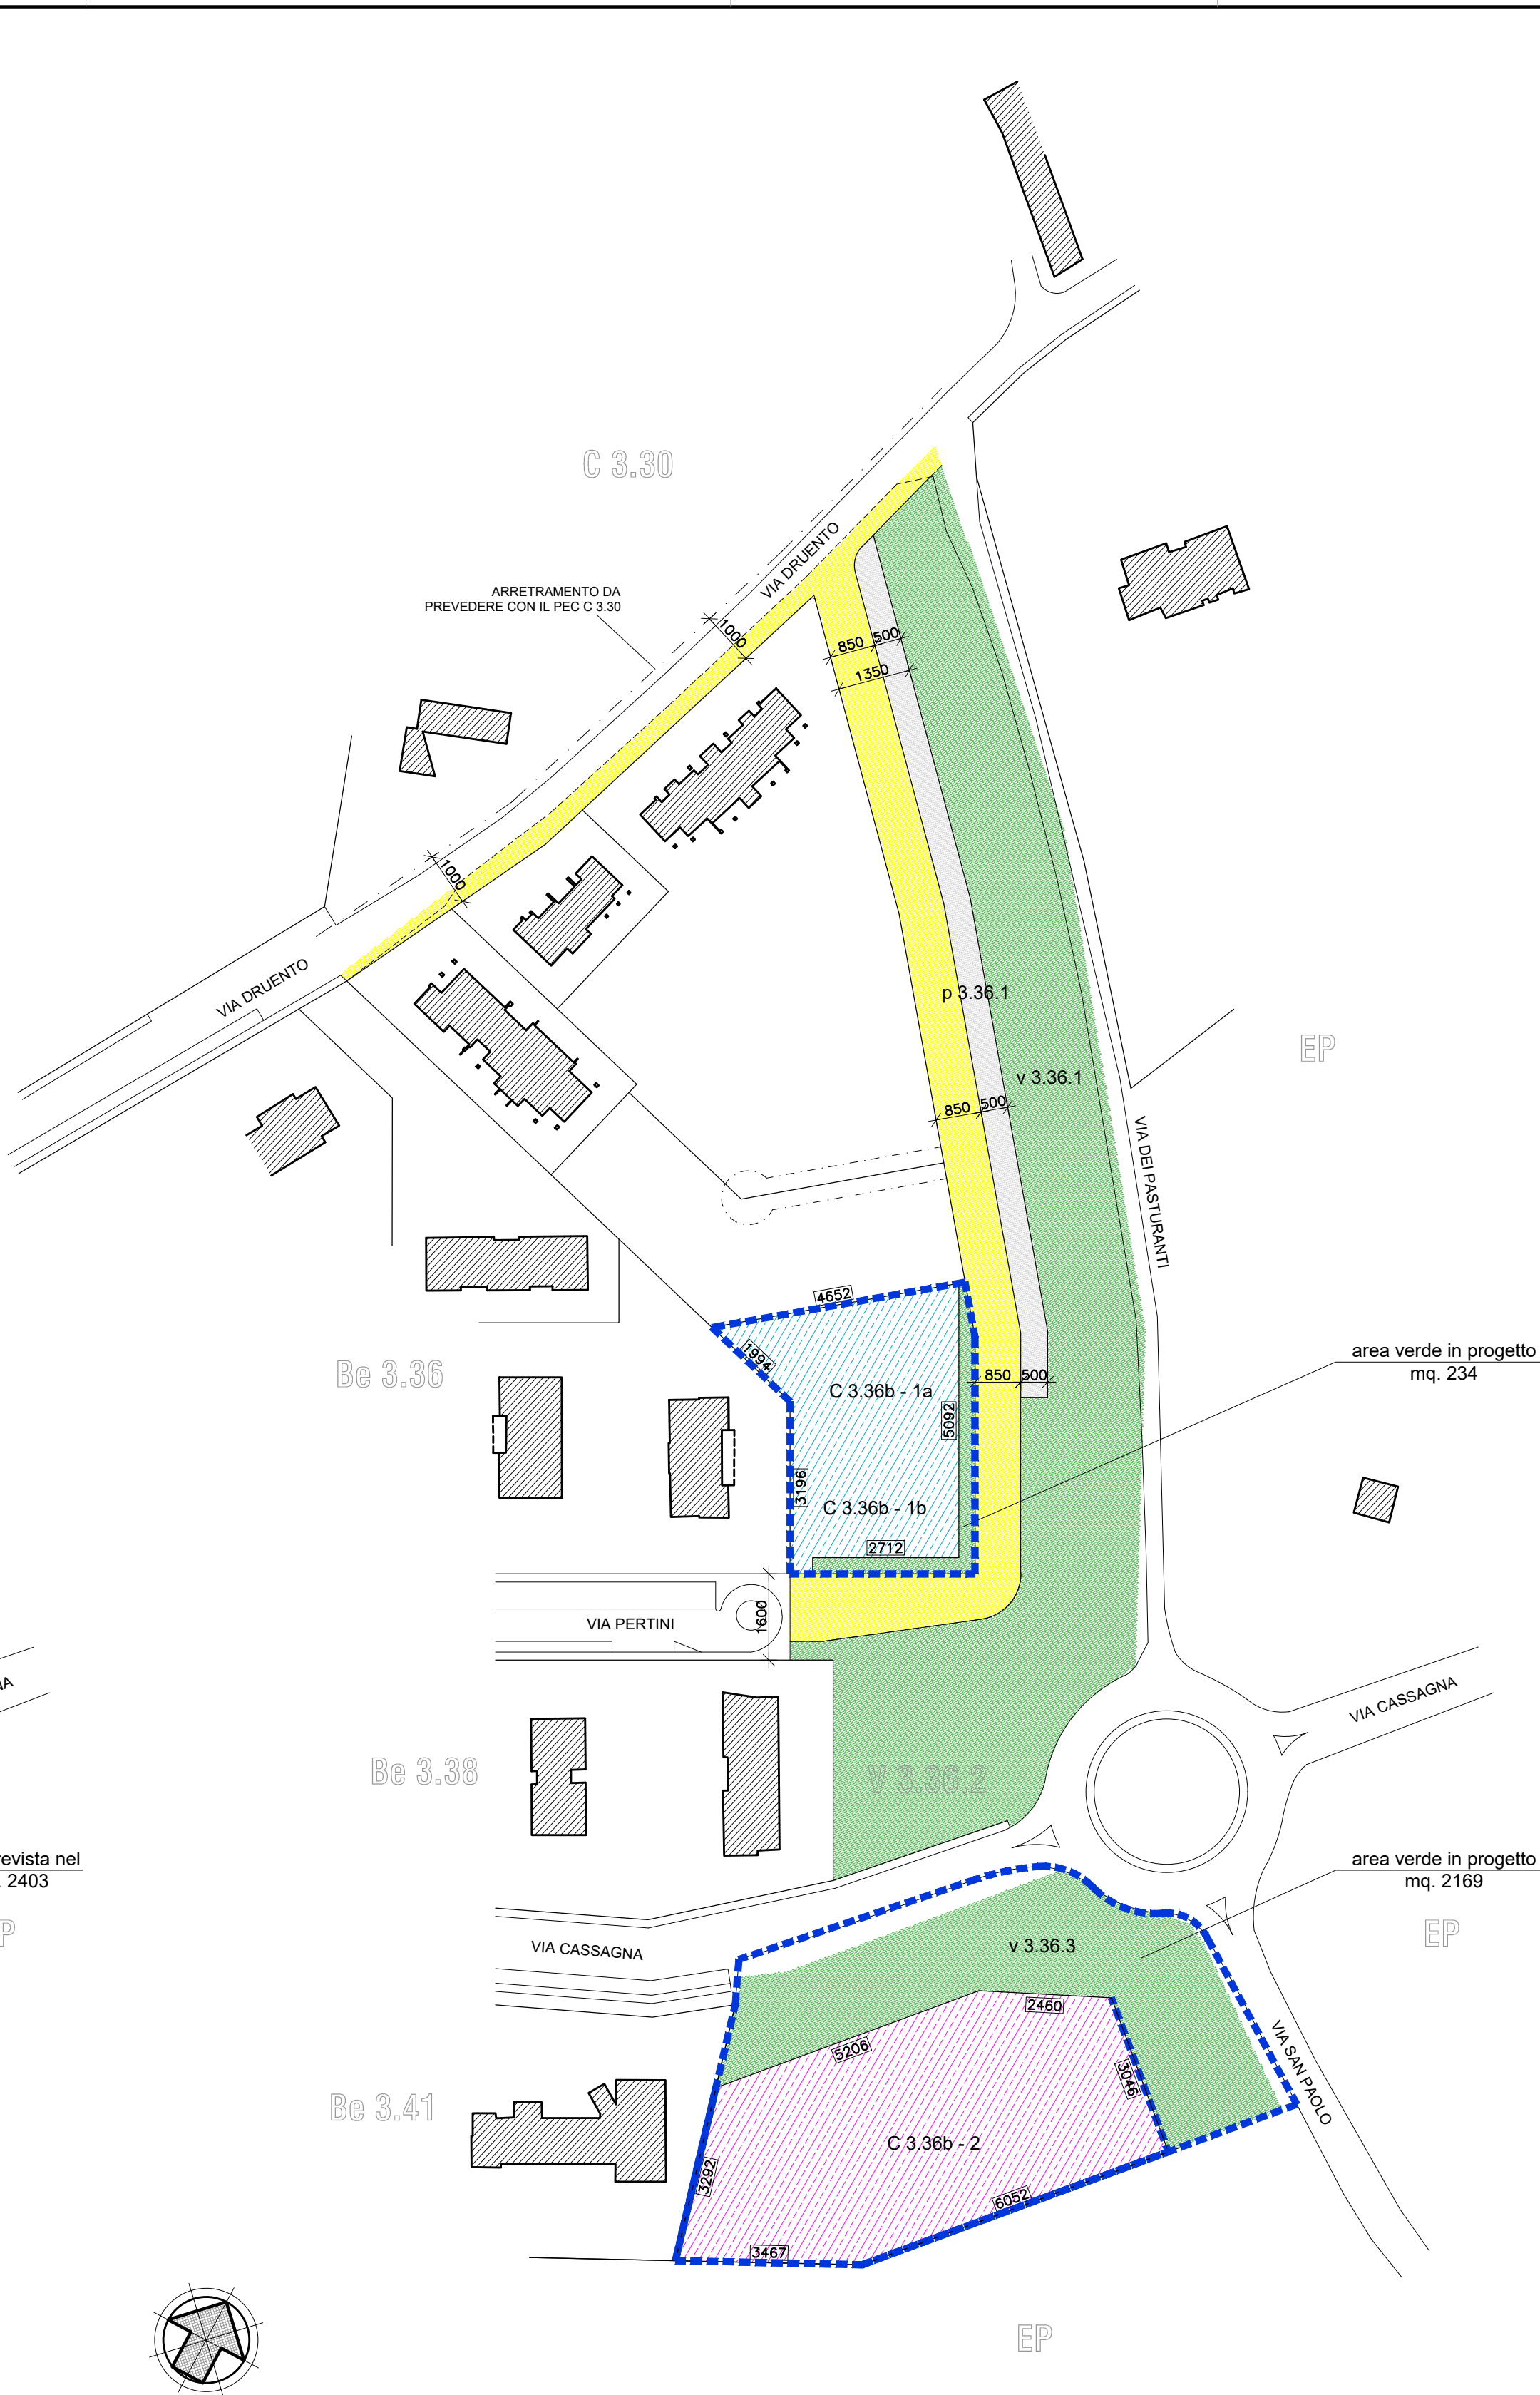 C 3.30
VIA DRUENTO
ARRETRAMENTO DA
PREVEDERE CON IL PEC C 3.30
1000
850
500
1350
1000
VIA DRUENTO
p 3.36.1
EP
v 3.36.1
850
500
VIA DEI PASTURANTI
4652
1994
Be 3.36
area verde in progetto
mq. 234
850
500
C 3.36b - 1a
5092
3196
C 3.36b - 1b
2712
1600
VIA PERTINI
NA
VIA CASSAGNA
Be 3.38
V 3.36.2
revista nel
. 2403
area verde in progetto
mq. 2169
P
EP
VIA CASSAGNA
v 3.36.3
2460
5206
VIA SAN PAOLO
3046
Be 3.41
C 3.36b - 2
3292
6052
3467
EP